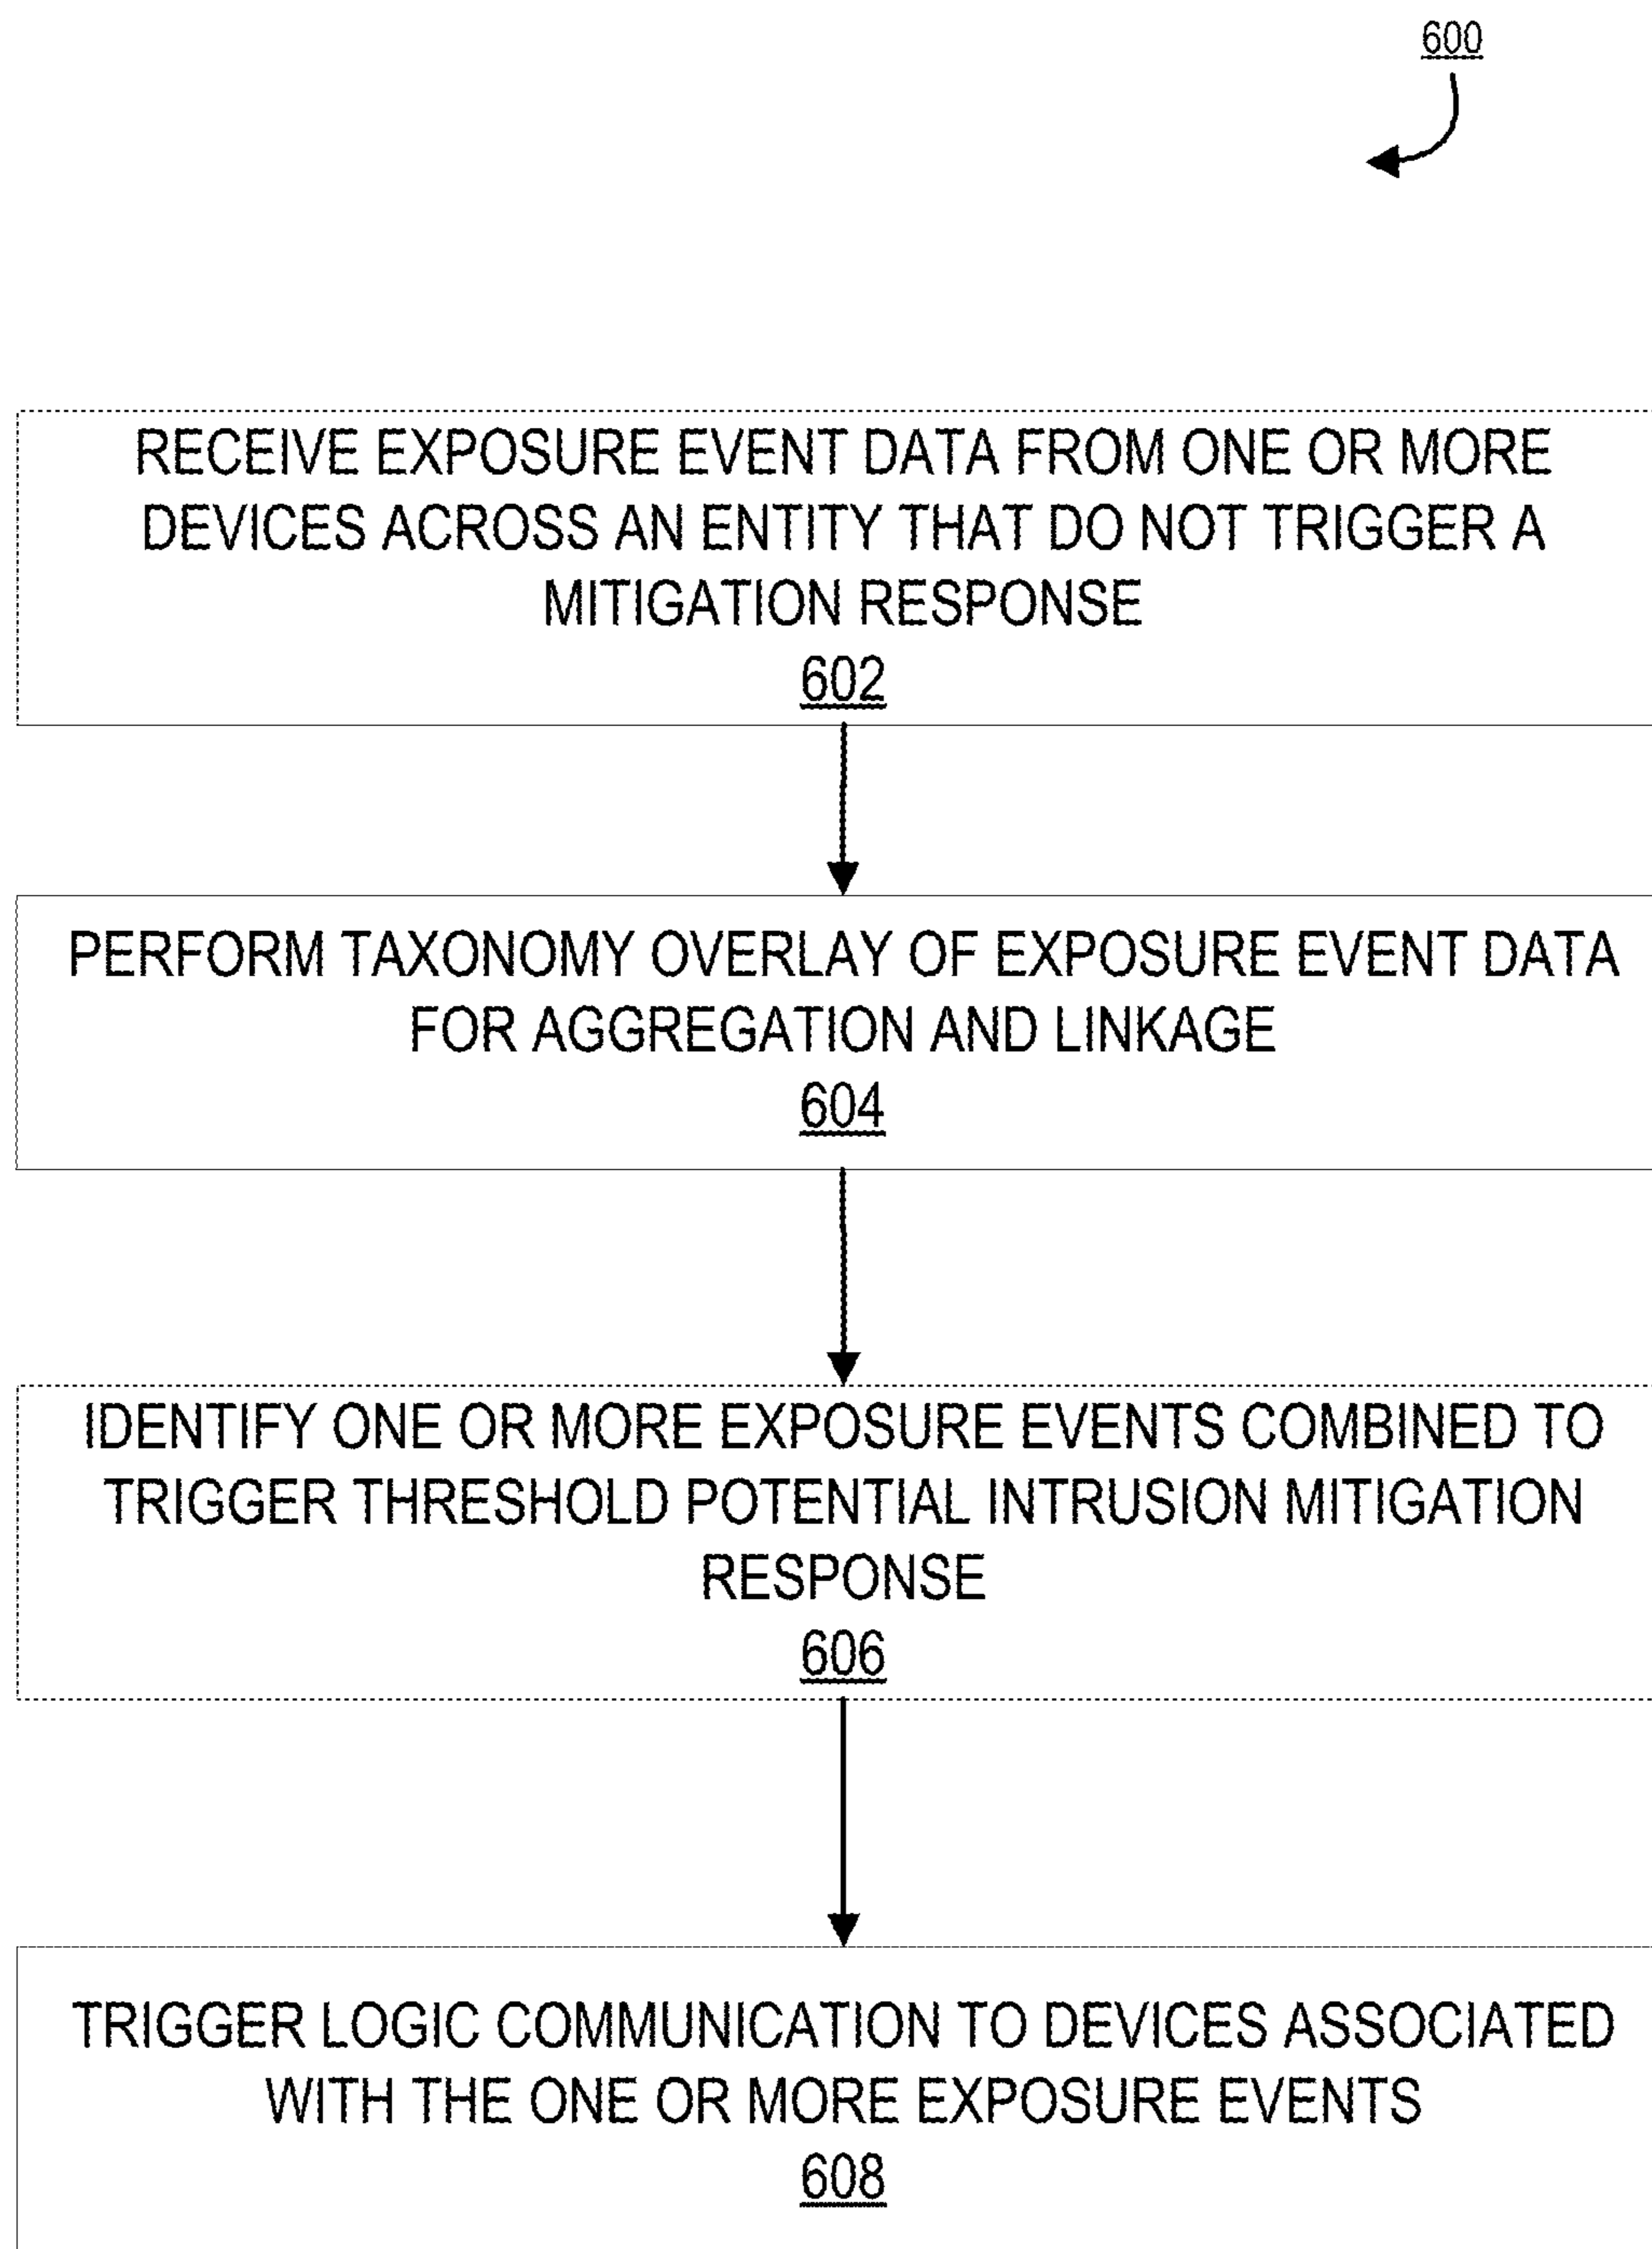 600
RECEIVE EXPOSURE EVENT DATA FROM ONE OR MORE
DEVICES ACROSS AN ENTITY THAT DO NOT TRIGGER A
MITIGATION RESPONSE
602
PERFORM TAXONOMY OVERLAY OF EXPOSURE EVENT DATA
FOR AGGREGATION AND LINKAGE
604
IDENTIFY ONE OR MORE EXPOSURE EVENTS COMBINED TO
TRIGGER THRESHOLD POTENTIAL INTRUSION MITIGATION
RESPONSE
606
TRIGGER LOGIC COMMUNICATION TO DEVICES ASSOCIATED
WITH THE ONE OR MORE EXPOSURE EVENTS
608